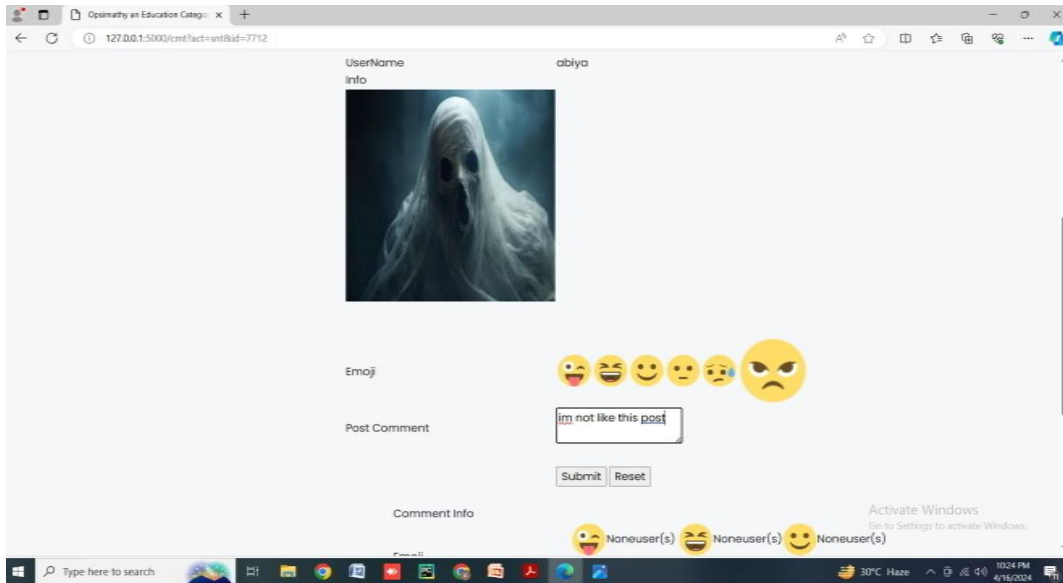 Opsimathy an Education Catego
127.0.0.1:5000/cmt?act=snt&id=7712
UserName abiya
Info
Emoji
Post Comment im not like this post
Submit Reset
Comment Info
Activate Windows
Go to Settings to activate Windows.
Noneuser(s) Noneuser(s) Noneuser(s)
Type here to search
30°C Haze
10:24 PM
4/16/2024